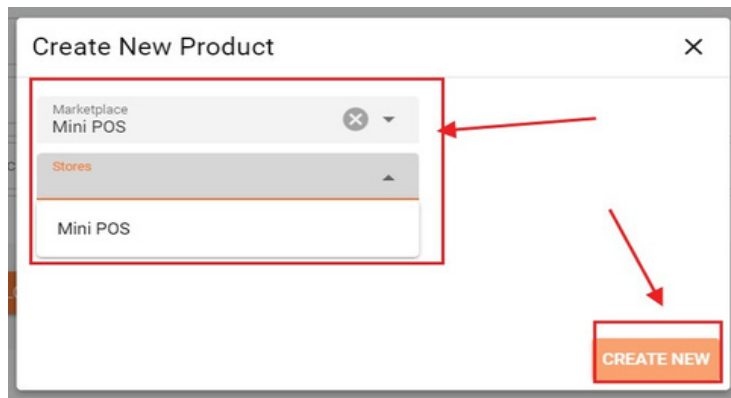 Create New Product
Marketplace
Mini POS
Stores
Mini POS
CREATE NEW